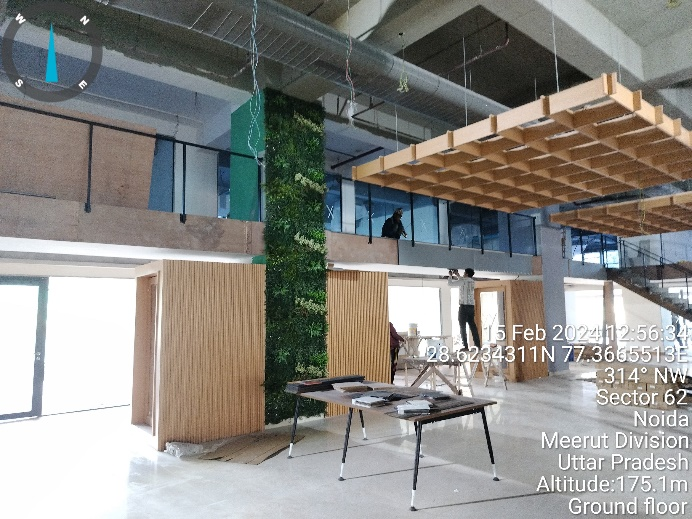 W
N
S
E
15 Feb 2024 12:56:34
28.6234311N 77.3665513E
314° NW
Sector 62
Noida
Meerut Division
Uttar Pradesh
Altitude:175.1m
Ground floor